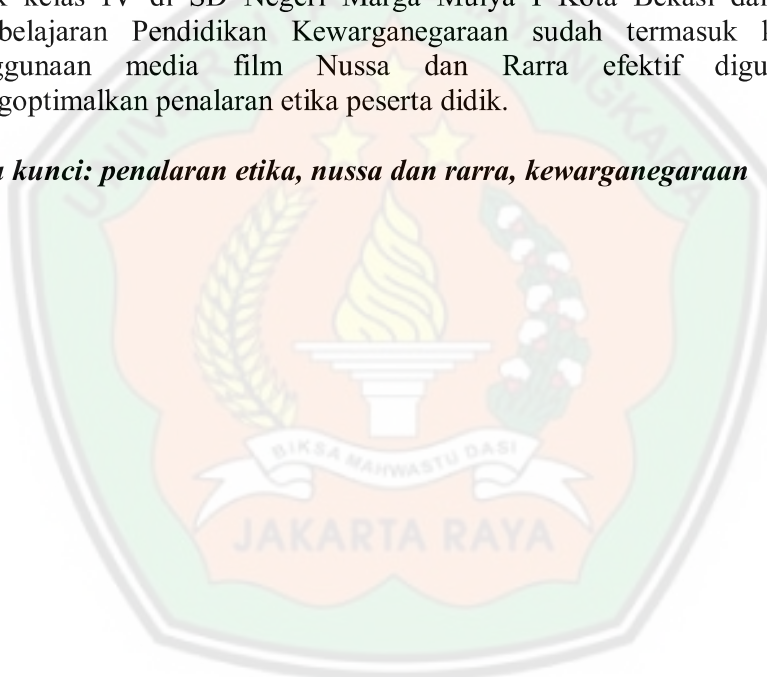 kelas IV di SD Negeri Marga Mulya I Kota Bekasi
belajaran Pendidikan Kewarganegaraan sudah termasuk k
ggunaan media film Nussa dan Rarra efektif digu
goptimalkan penalaran etika peserta didik.
kunci: penalaran etika, nussa dan rarra, kewarganegaraan
BIKSA MAHWASTU DASI
JAKARTA RAYA